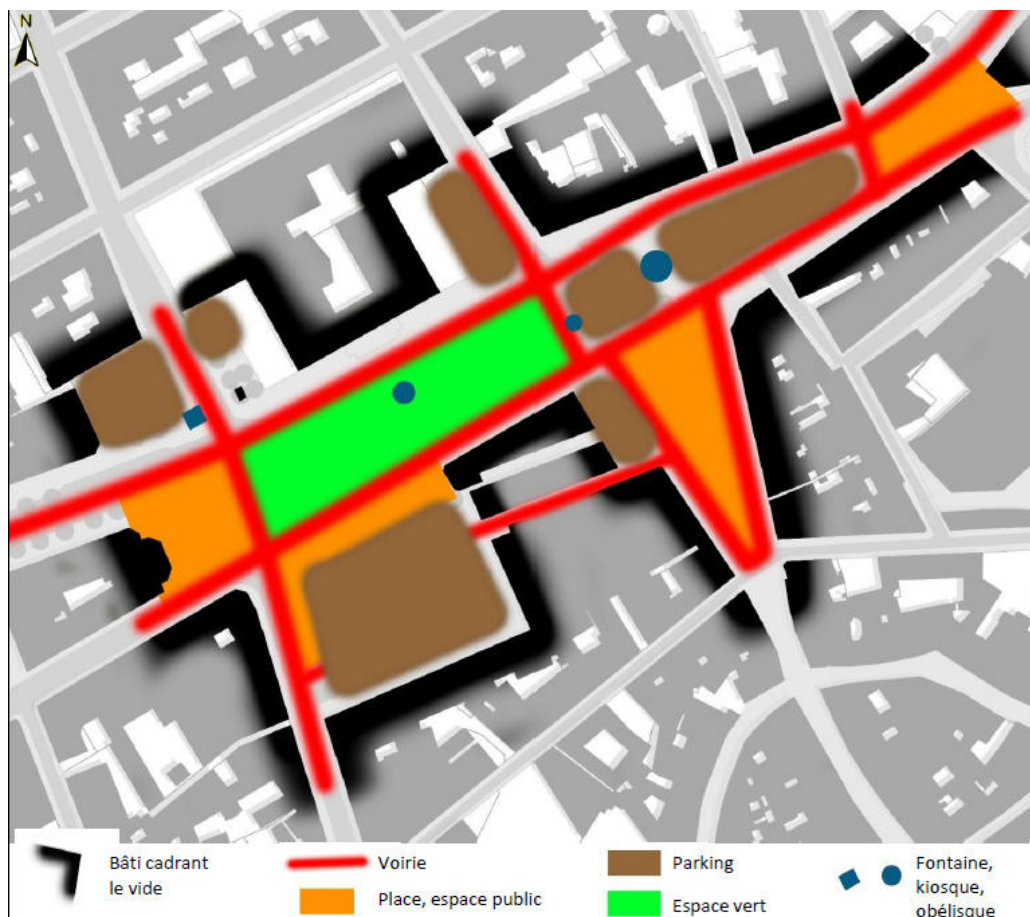 N
Bâti cadrant
le vide
Voirie
Place, espace public
Parking
Espace vert
Fontaine,
kiosque,
obélisque